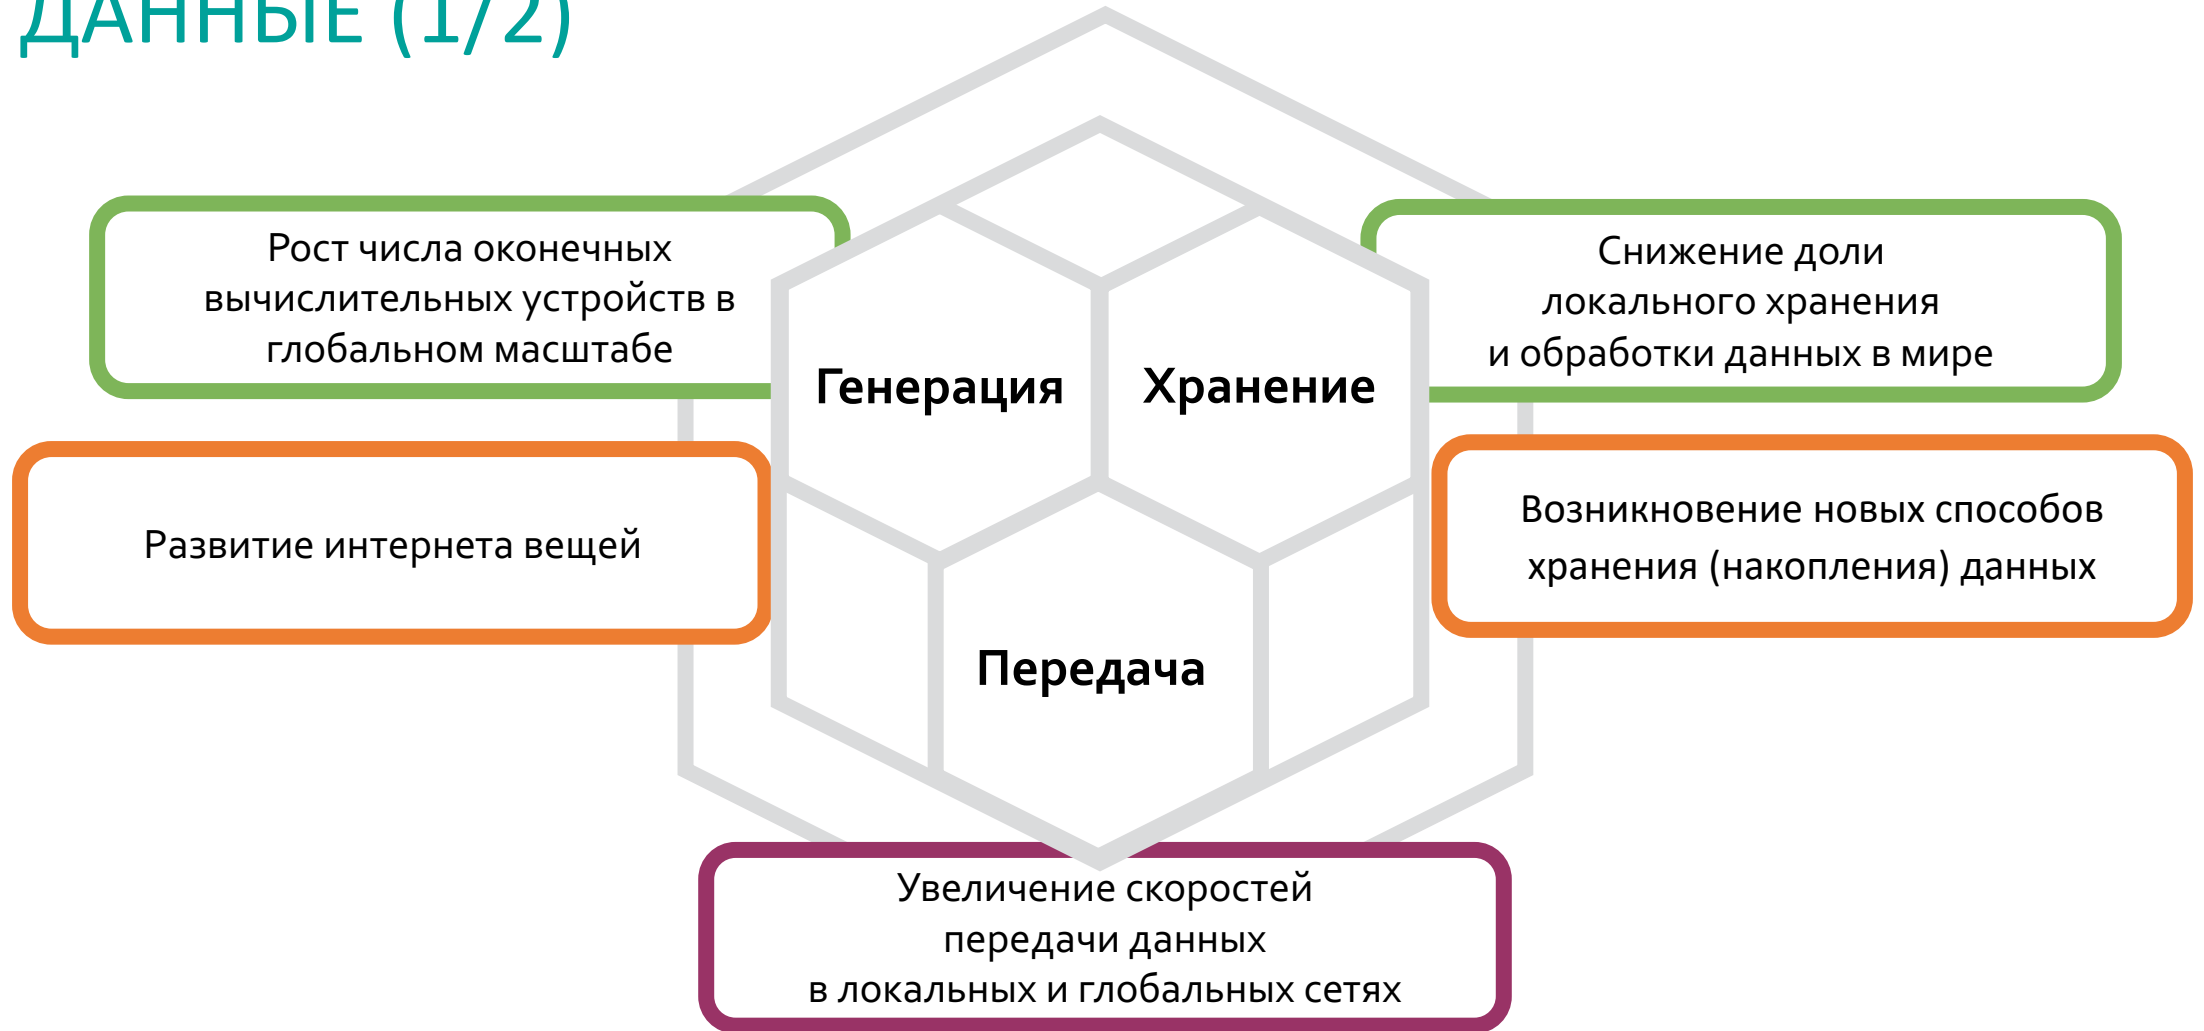 ДАННЫЕ (1/2)
Рост числа оконечных
вычислительных устройств в
глобальном масштабе
Снижение доли
локального хранения
и обработки данных в мире
Генерация
Хранение
Развитие интернета вещей
Возникновение новых способов
хранения (накопления) данных
Передача
Увеличение скоростей
передачи данных
в локальных и глобальных сетях